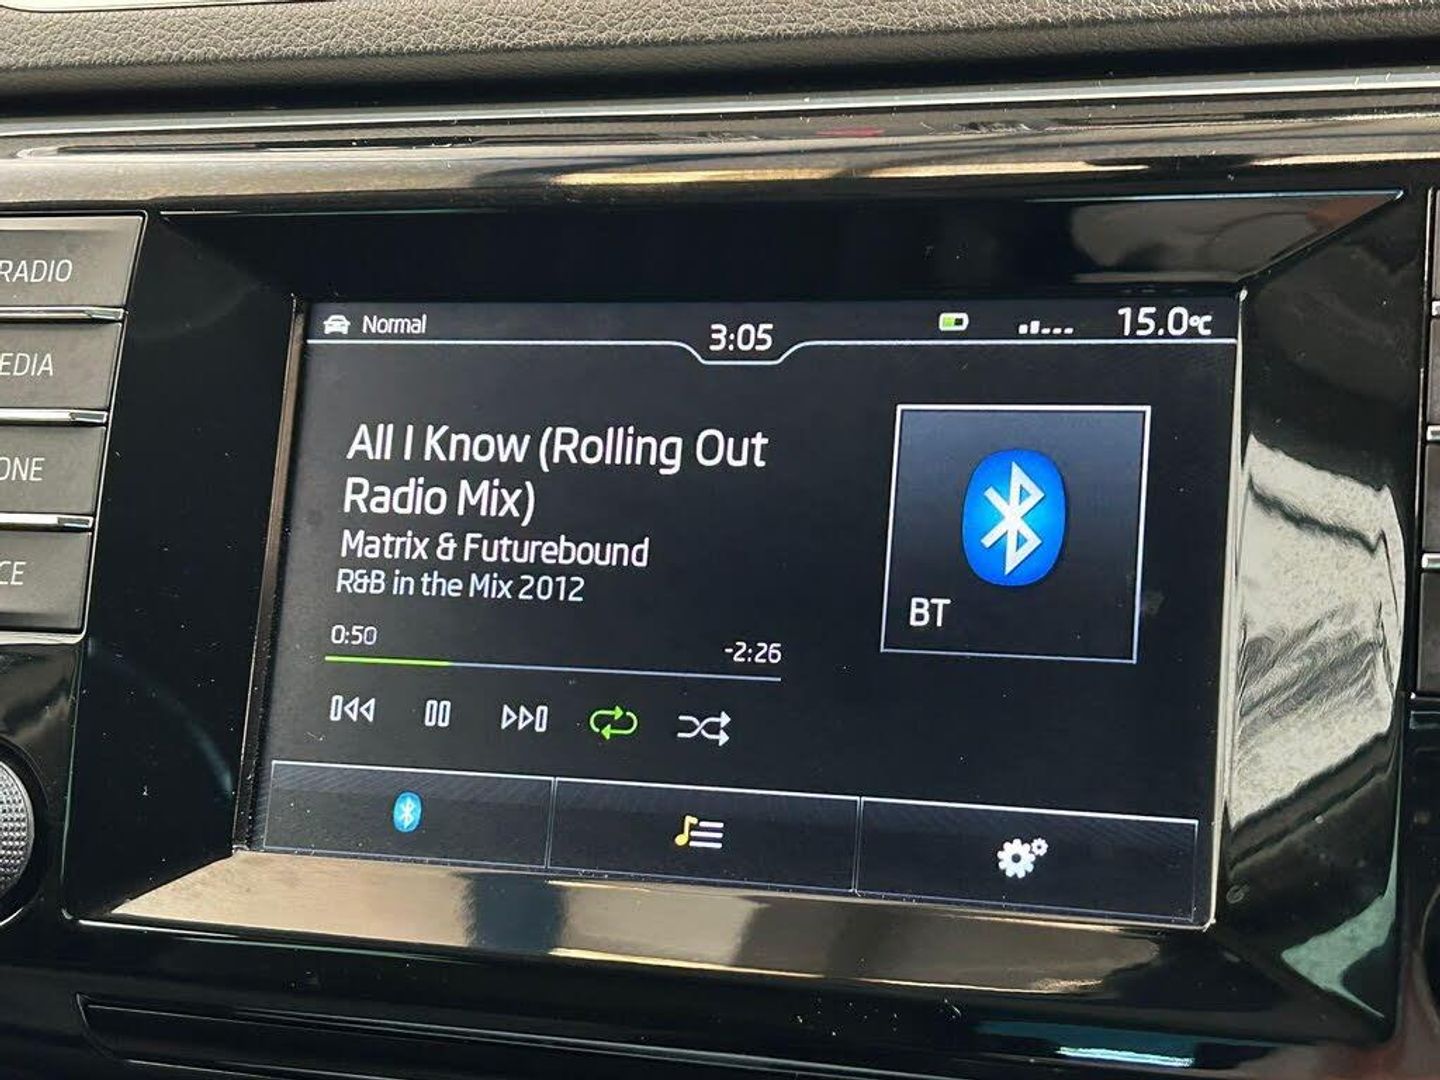 RADIO
EDIA
ONE
CE
Normal
3:05
15.0°C
All I Know (Rolling Out
Radio Mix)
Matrix & Futurebound
R&B in the Mix 2012
0:50
-2:26
BT